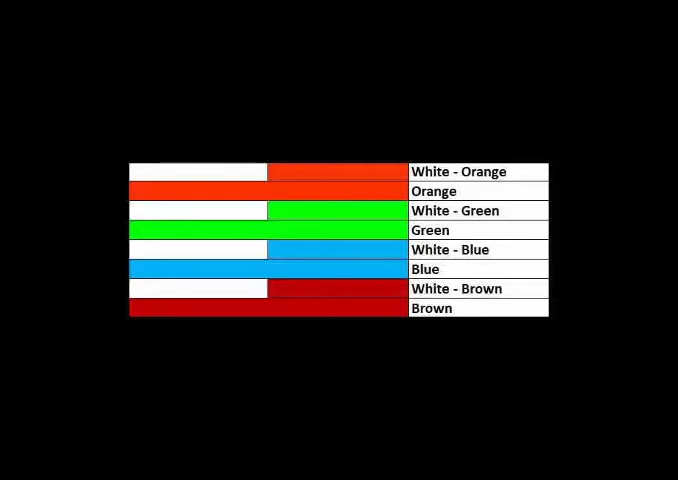 White - Orange
Orange
White - Green
Green
White - Blue
Blue
White - Brown
Brown